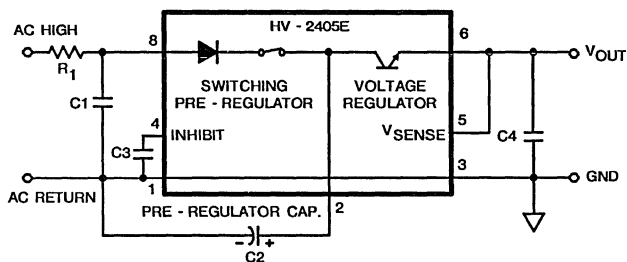 HV - 2405E
AC HIGH
8
6
VOUT
R1
SWITCHING
PRE - REGULATOR
VOLTAGE
REGULATOR
C1
4
INHIBIT
5
VSENSE
C3
C4
AC RETURN
1
3
GND
PRE - REGULATOR CAP.
2
- +
C2